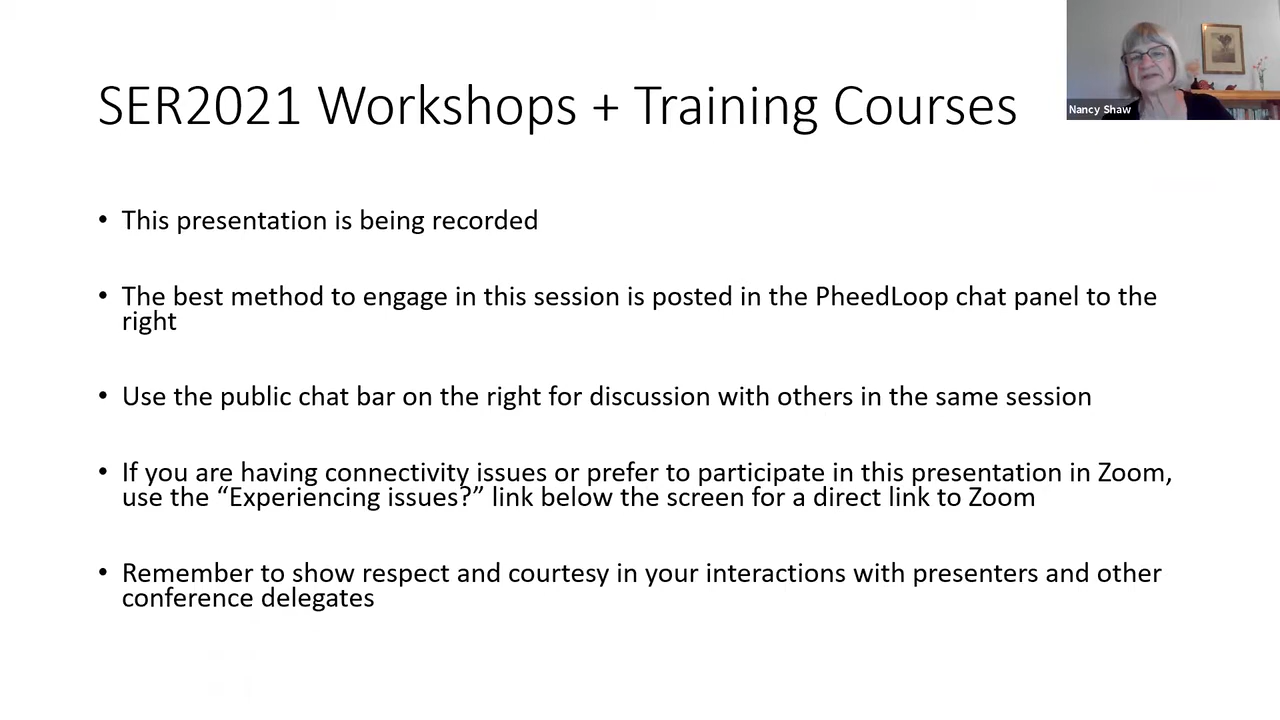 SER2021 Workshops + Training Courses
Nancy Shaw
• This presentation is being recorded
• The best method to engage in this session is posted in the PheedLoop chat panel to the
right
• Use the public chat bar on the right for discussion with others in the same session
• If you are having connectivity issues or prefer to participate in this presentation in Zoom,
use the “Experiencing issues?” link below the screen for a direct link to Zoom
• Remember to show respect and courtesy in your interactions with presenters and other
conference delegates